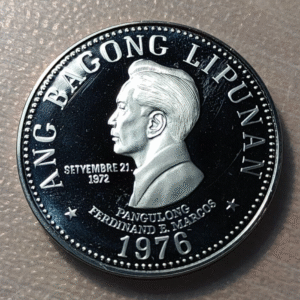 ANG BAGONG LIPUNAN
SETYEMBRE 21,
1972
PANGULONG
FERDINAND E. MARCOS
1976